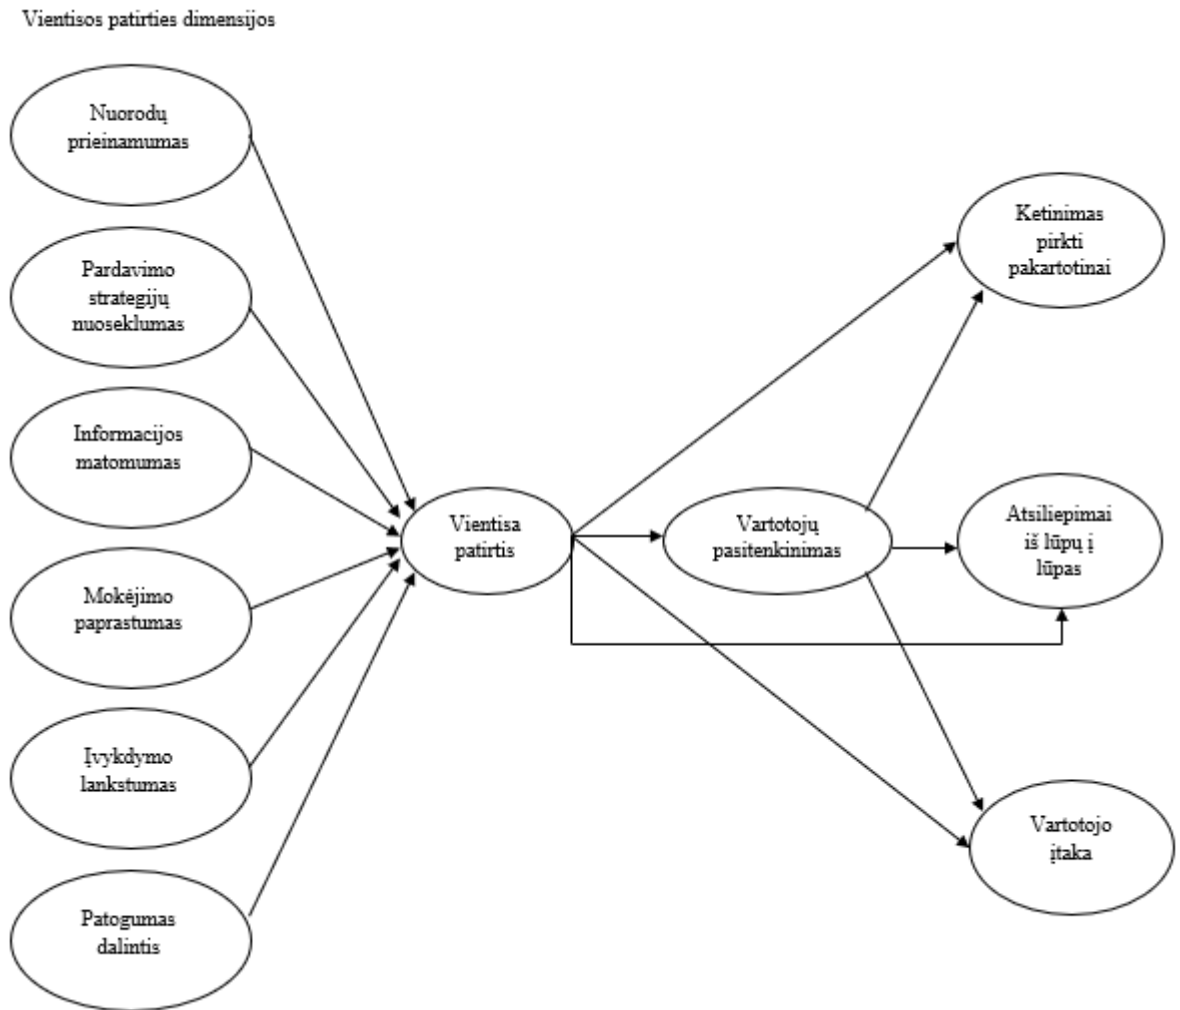 Vientisos patirties dimensijos
Nuorodų
prieinamumas
Pardavimo
strategijų
nuoseklumas
Informacijos
matomumas
Mokėjimo
paprastumas
Įvykdymo
lankstumas
Patogumas
dalintis
Vientisa
patirtis
Vartotojų
pasitenkinimas
Ketinimas
pirkti
pakartotinai
Atsiliepimai
iš lūpų į
lūpas
Vartotojo
įtaka